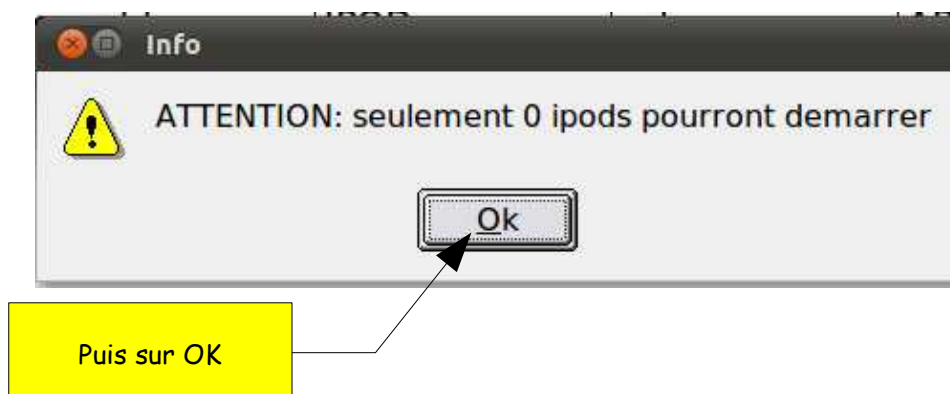 Info
ATTENTION: seulement 0 ipods pourront demarrer
Ok
Puis sur OK